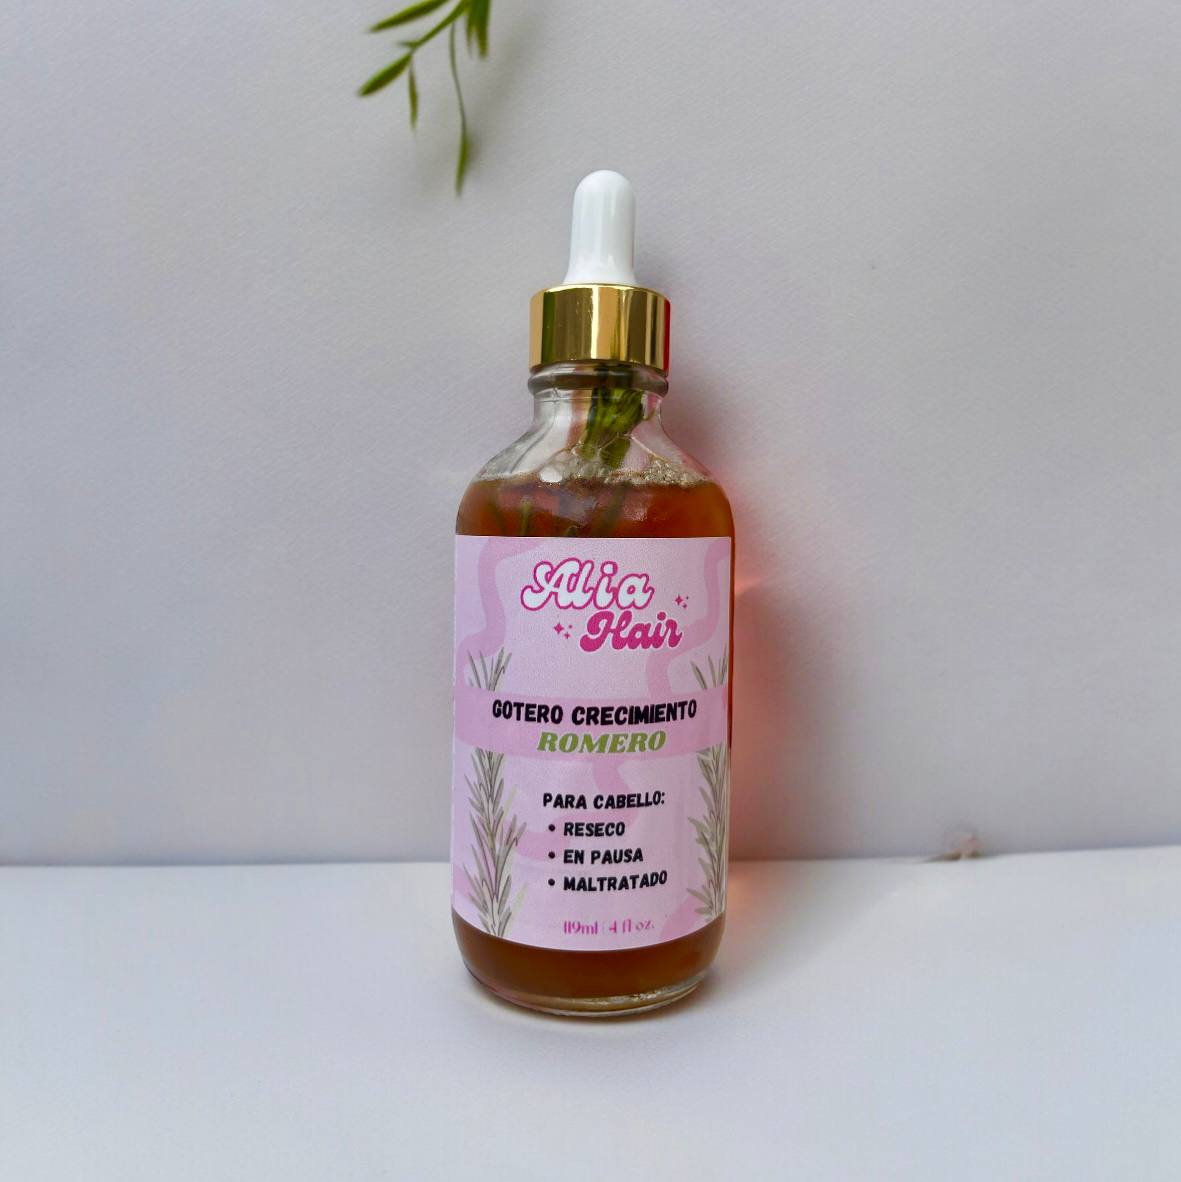 Alia
Hair
GOTERO CRECIMIENTO
ROMERO
PARA CABELLO:
• RESECO
• EN PAUSA
• MALTRATADO
119ml | 4 fl oz.